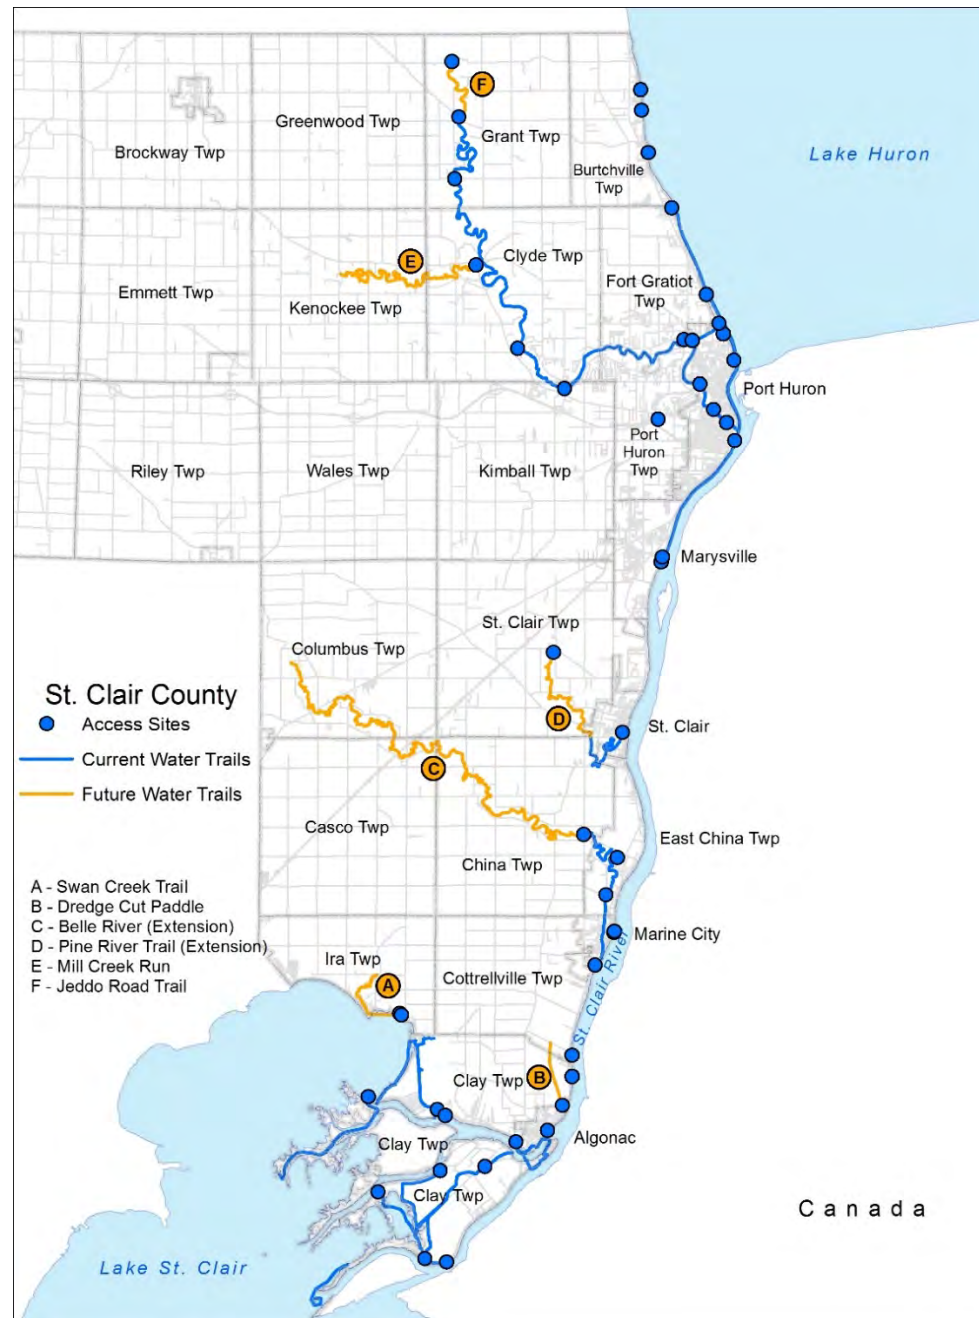 F
Greenwood Twp
Grant Twp
Brockway Twp
Lake Huron
Burtchville
Twp
E
Clyde Twp
Fort Gratiot
Twp
Emmett Twp
Kenockee Twp
Port Huron
Port
Huron
Twp
Riley Twp
Wales Twp
Kimball Twp
Marysville
St. Clair Twp
Columbus Twp
St. Clair County
Access Sites
D
St. Clair
Current Water Trails
C
Future Water Trails
Casco Twp
East China Twp
China Twp
A - Swan Creek Trail
B - Dredge Cut Paddle
C - Belle River (Extension)
D - Pine River Trail (Extension)
E - Mill Creek Run
F - Jeddo Road Trail
Marine City
Ira Twp
Cottrellville Twp
A
St. Clair River
Clay Twp
B
Algonac
Clay Twp
Clay Twp
Canada
Lake St. Clair